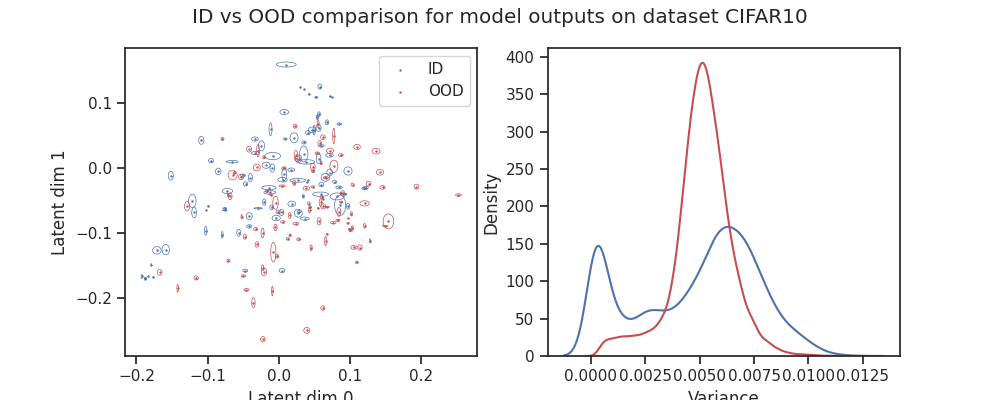 ID vs OOD comparison for model outputs on dataset CIFAR10
ID
OOD
0.1
0.0
−0.1
−0.2
Latent dim 1
−0.2 −0.1 0.0 0.1 0.2
Latent dim 0
400
350
300
250
200
150
100
50
0
Density
0.0000 0.0025 0.0050 0.0075 0.0100 0.0125
Variance